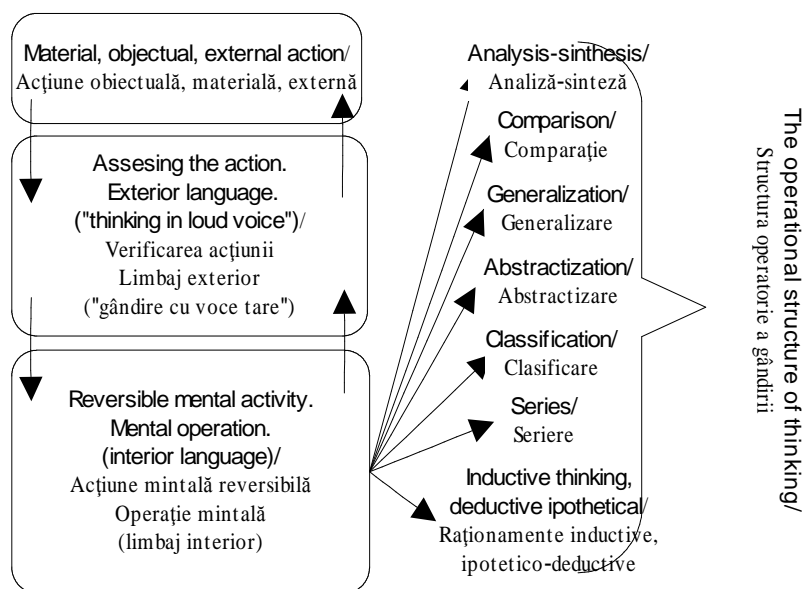 Material, objectual, external action/
Acţiune obiectuală, materială, externă
Assesing the action.
Exterior language.
("thinking in loud voice")/
Verificarea acţiunii
Limbaj exterior
("gândire cu voce tare")
Reversible mental activity.
Mental operation.
(interior language)/
Acţiune mintală reversibilă
Operaţie mintală
(limbaj interior)
Analysis-sinthesis/
Analiză-sinteză
Comparison/
Comparaţie
Generalization/
Generalizare
Abstractization/
Abstractizare
Classification/
Clasificare
Series/
Seriere
Inductive thinking,
deductive ipothetical/
Raţionamente inductive,
ipotetico-deductive
The operational structure of thinking/
Structura operatorie a gândirii